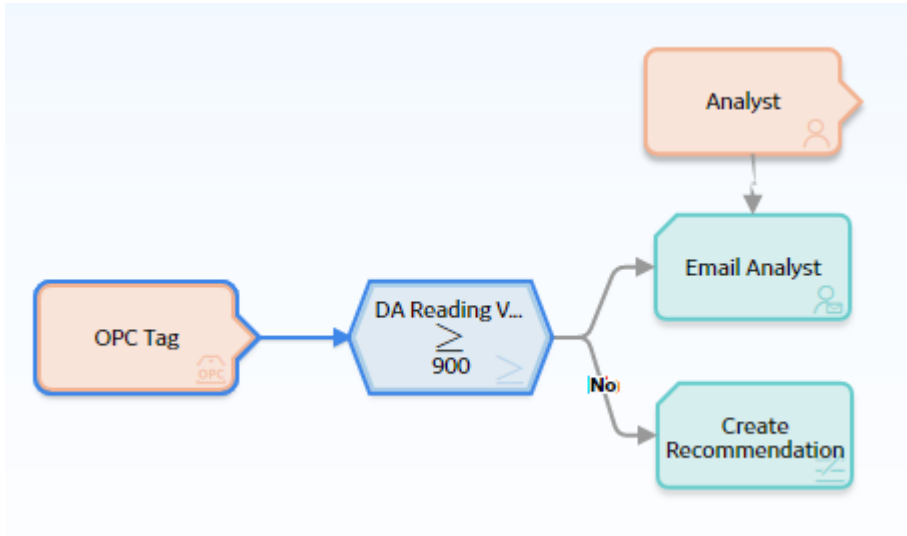 Analyst
Email Analyst
OPC Tag
OPC
DA Reading V...
≥
900
No
Create
Recommendation